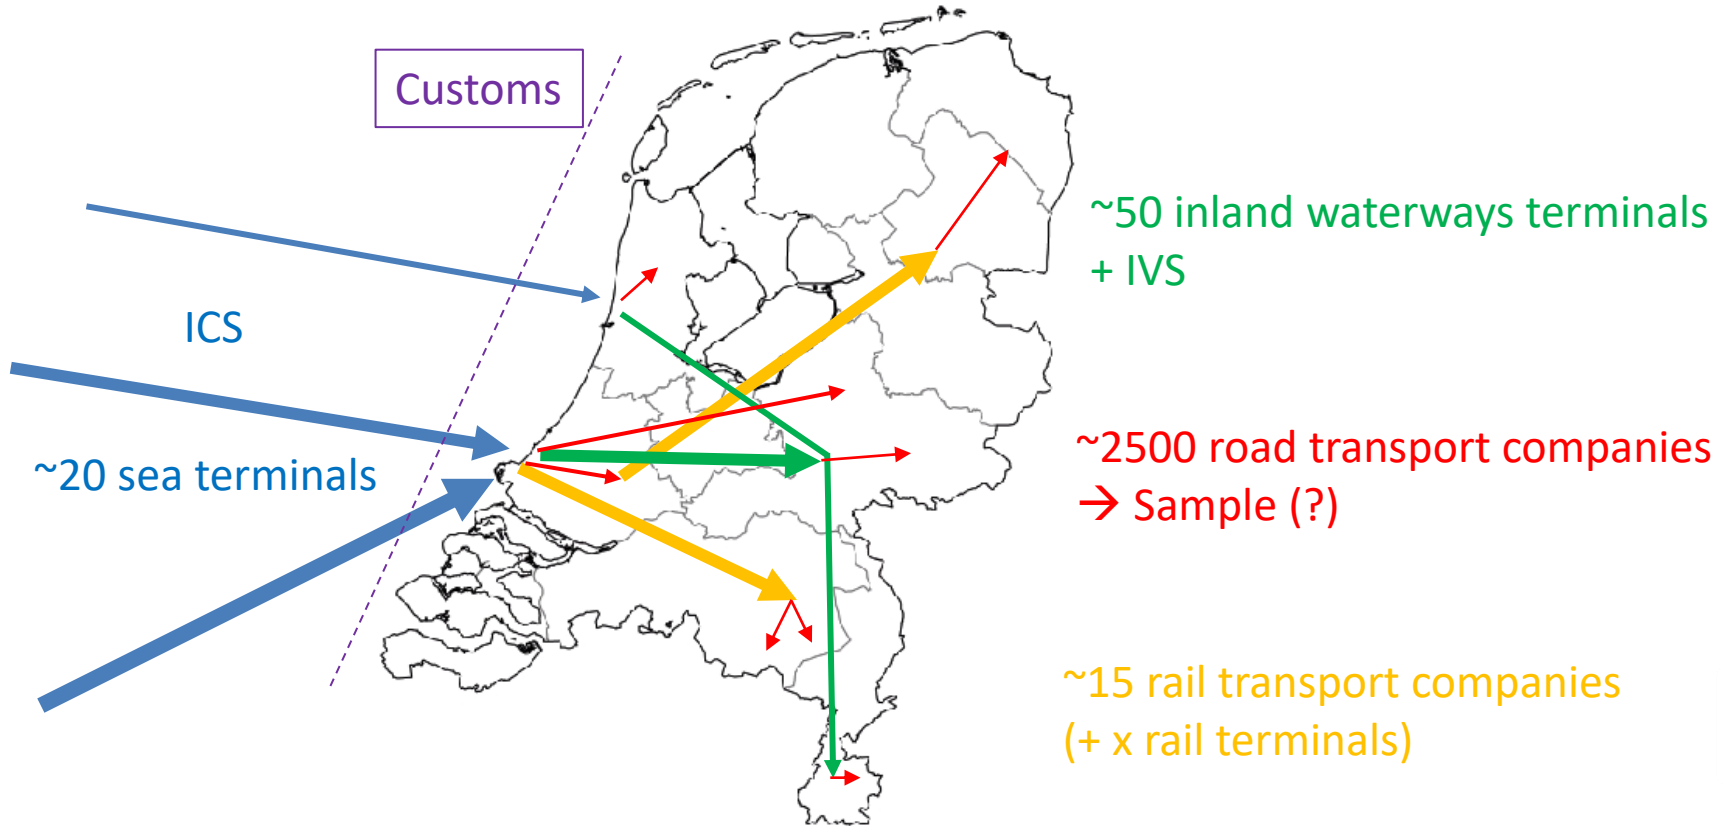 Customs
ICS
~20 sea terminals
~50 inland waterways terminals
+ IVS
~2500 road transport companies
→ Sample (?)
~15 rail transport companies
(+ x rail terminals)